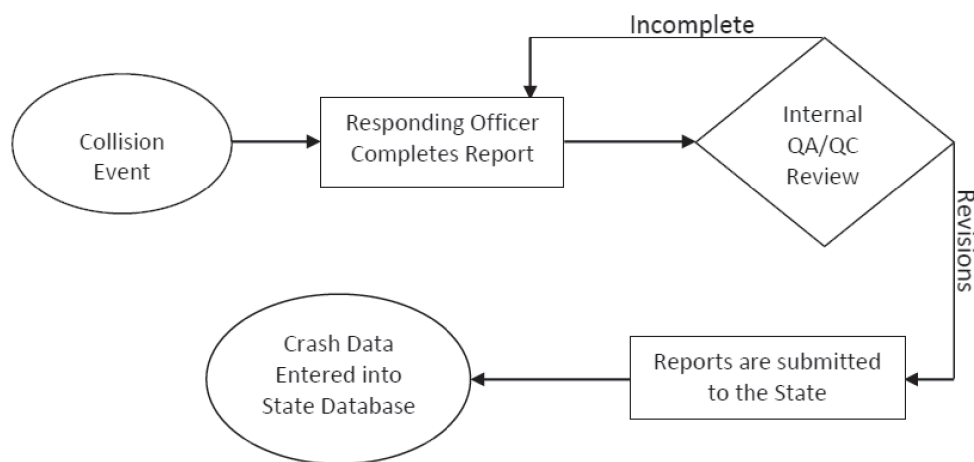 Incomplete
Collision
Event
Responding Officer
Completes Report
Internal
QA/QC
Review
Revisions
Crash Data
Entered into
State Database
Reports are submitted
to the State